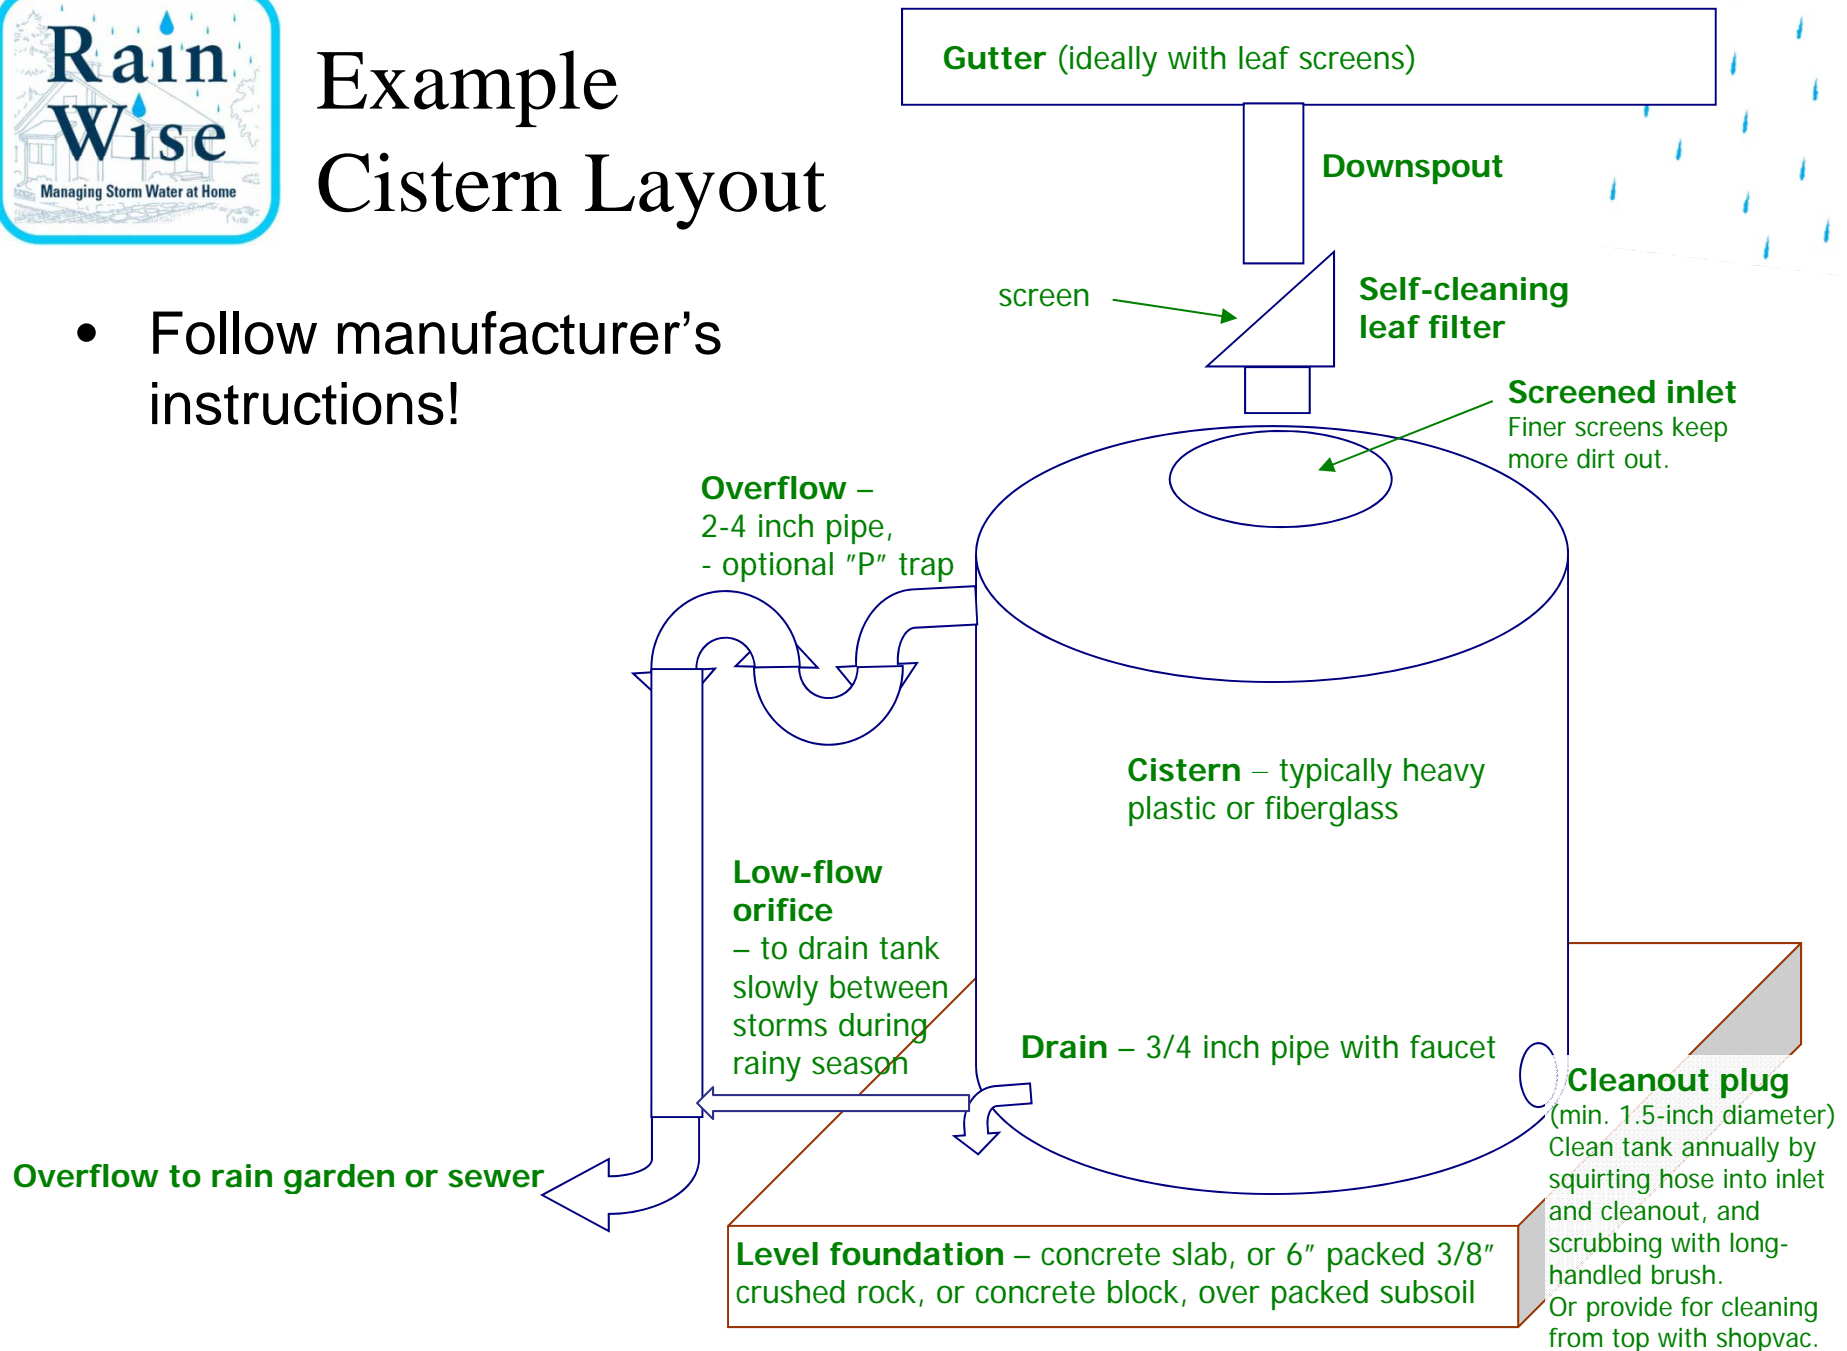 Rain
Wise
Managing Storm Water at Home
Example
Cistern Layout
• Follow manufacturer's
instructions!
Gutter (ideally with leaf screens)
Downspout
screen
Self-cleaning
leaf filter
Screened inlet
Finer screens keep
more dirt out.
Overflow –
2-4 inch pipe,
- optional "P" trap
Cistern – typically heavy
plastic or fiberglass
Low-flow
orifice
– to drain tank
slowly between
storms during
rainy season
Drain – 3/4 inch pipe with faucet
Cleanout plug
(min. 1.5-inch diameter)
Clean tank annually by
squirting hose into inlet
and cleanout, and
scrubbing with long-
handled brush.
Or provide for cleaning
from top with shopvac.
Overflow to rain garden or sewer
Level foundation – concrete slab, or 6" packed 3/8"
crushed rock, or concrete block, over packed subsoil